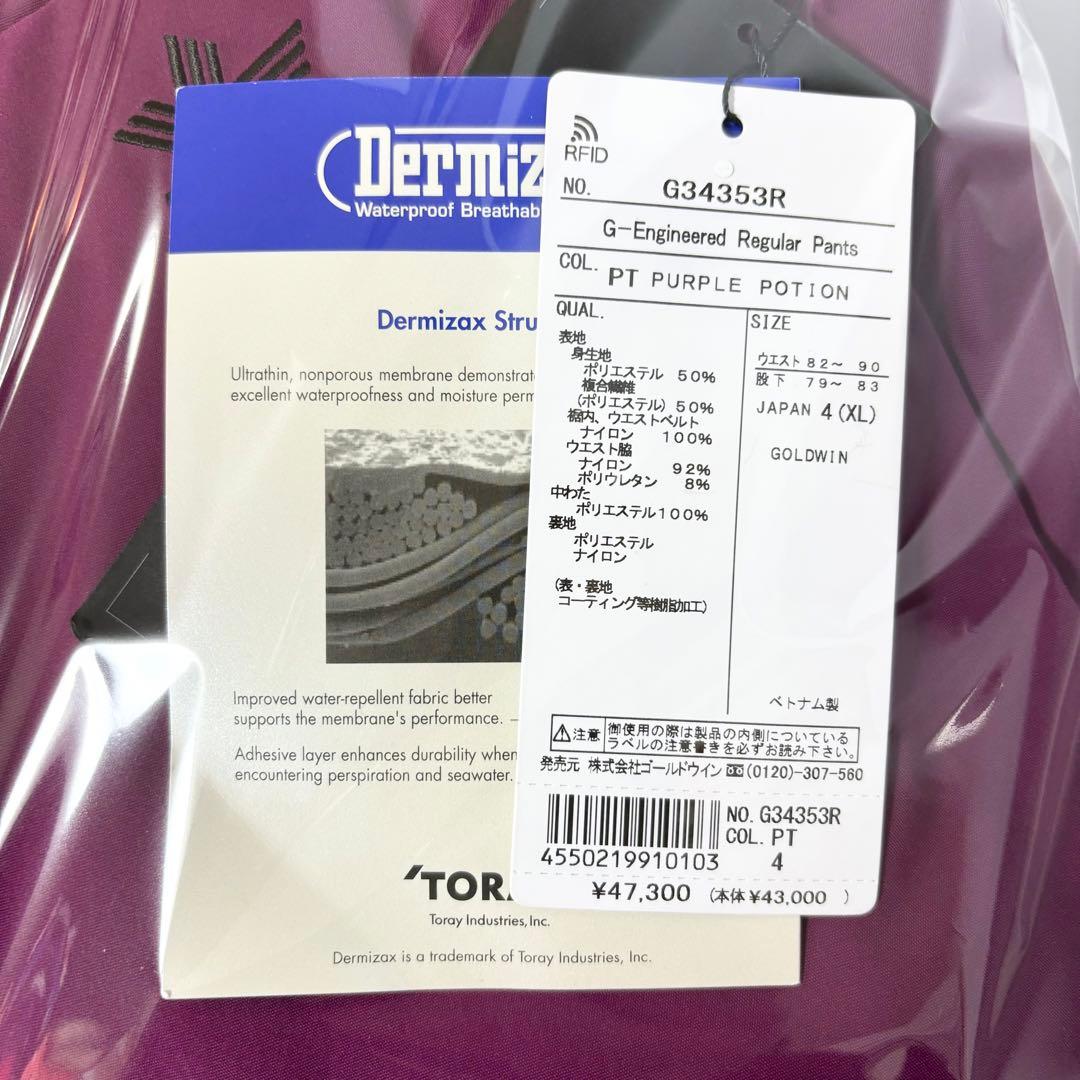 Dermiz
Waterproof Breathab
Dermizax Stru
Ultrathin, nonporous membrane demonstrat
excellent waterproofness and moisture perm
Improved water-repellent fabric better
supports the membrane's performance.
Adhesive layer enhances durability when
encountering perspiration and seawater.
'TOR
Toray Industries, Inc.
Dermizax is a trademark of Toray Industries, Inc.
RFID
NO. G34353R
G-Engineered Regular Pants
COL. PT PURPLE POTION
QUAL.
表地
身生地
ポリエステル 50%
複合繊維
(ポリエステル) 50%
裾内、ウエストベルト
ナイロン 100%
ウエスト脇
ナイロン 92%
ポリウレタン 8%
中わた
ポリエステル100%
裏地
ポリエステル
ナイロン
(表・裏地
コーティング等樹脂加工)
SIZE
ウエスト 82～ 90
股下 79～ 83
JAPAN 4 (XL)
GOLDWIN
ベトナム製
注意 御使用の際は製品の内側についている
ラベルの注意書きを必ずお読み下さい。
発売元 株式会社ゴールドウイン (0120)-307-560
NO. G34353R
COL. PT
4
4550219910103
¥47,300 (本体 ¥43,000 )